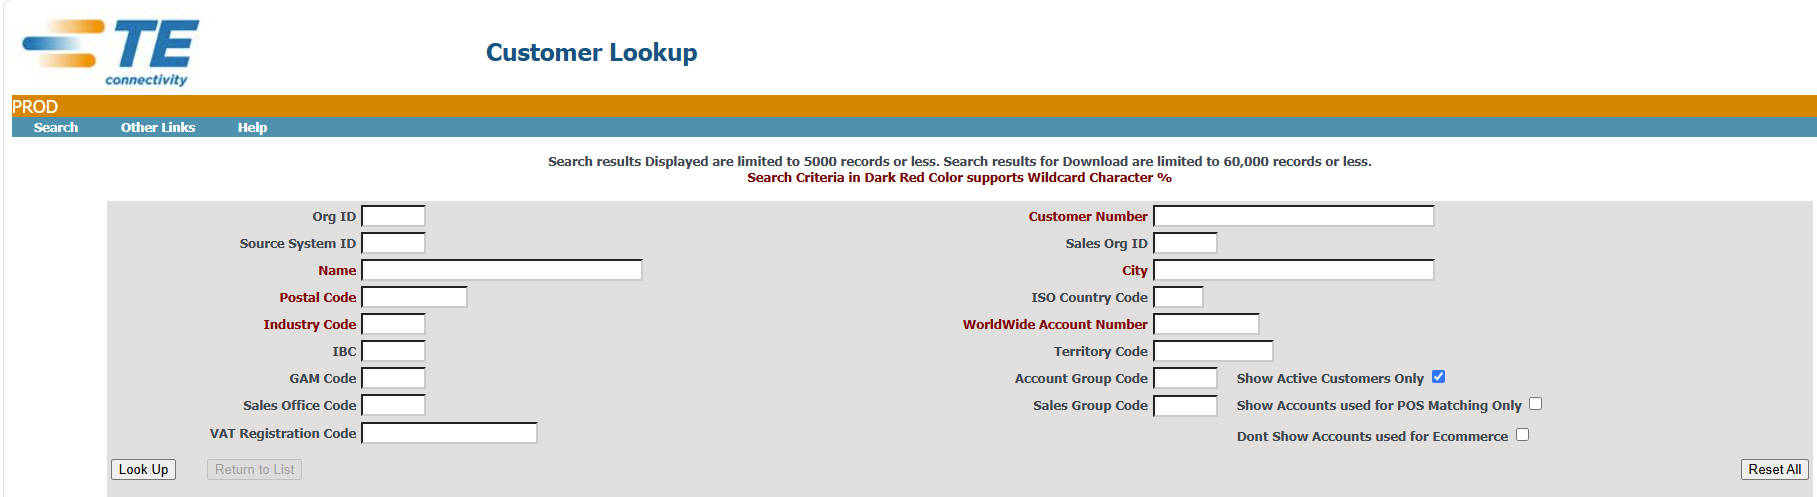 TE
connectivity
Customer Lookup
PROD
Search Other Links Help
Search results Displayed are limited to 5000 records or less. Search results for Download are limited to 60,000 records or less.
Search Criteria in Dark Red Color supports Wildcard Character %
Org ID Customer Number
Source System ID Sales Org ID
Name City
Postal Code ISO Country Code
Industry Code WorldWide Account Number
IBC Territory Code
GAM Code Account Group Code Show Active Customers Only
Sales Office Code Sales Group Code Show Accounts used for POS Matching Only
VAT Registration Code Dont Show Accounts used for Ecommerce
Look Up Return to List Reset All